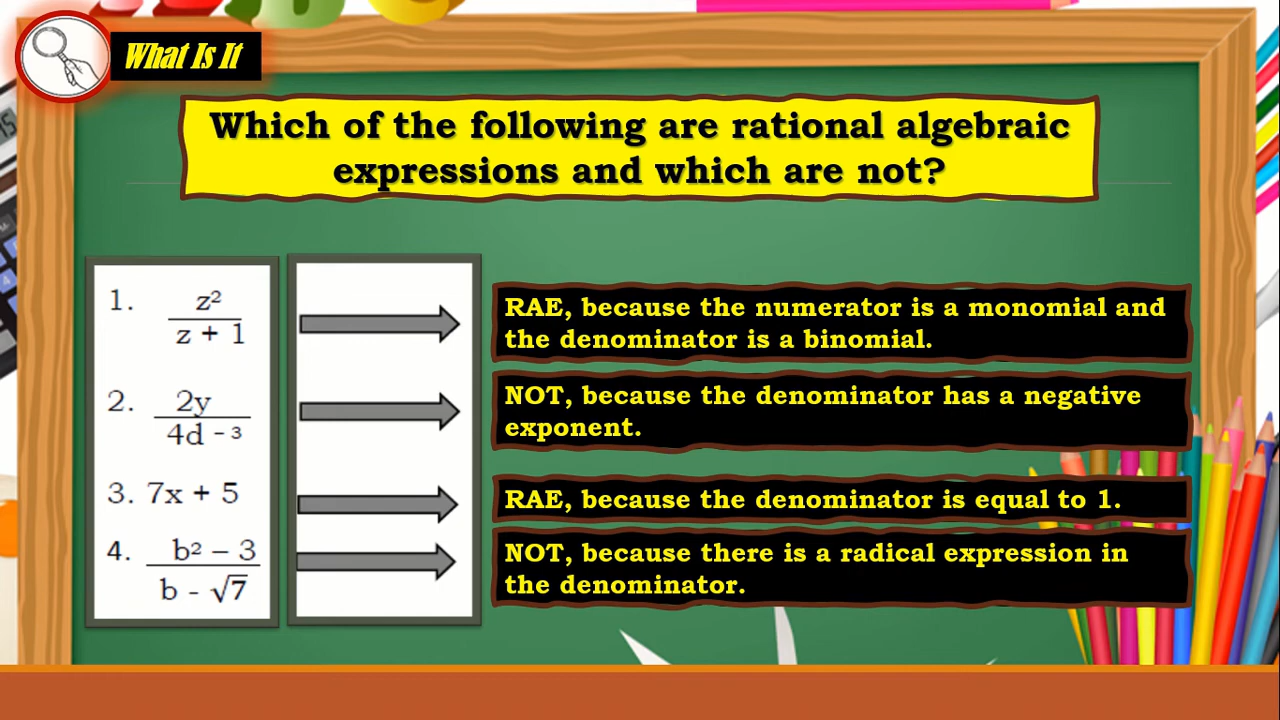 What Is It
Which of the following are rational algebraic
expressions and which are not?
1. z²
z + 1
2. 2y
4d ⁻ ³
3. 7x + 5
4. b² – 3
b - √7
RAE, because the numerator is a monomial and
the denominator is a binomial.
NOT, because the denominator has a negative
exponent.
RAE, because the denominator is equal to 1.
NOT, because there is a radical expression in
the denominator.